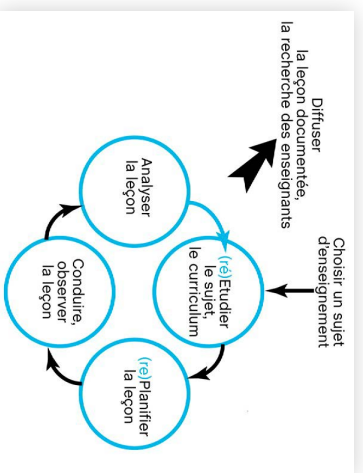 Choisir un sujet
d'enseignement
Diffuser
la leçon documentée,
la recherche des enseignants
(ré)Etudier
le sujet,
le curriculum
(re)Planifier
la leçon
Conduire,
observer
la leçon
Analyser
la leçon